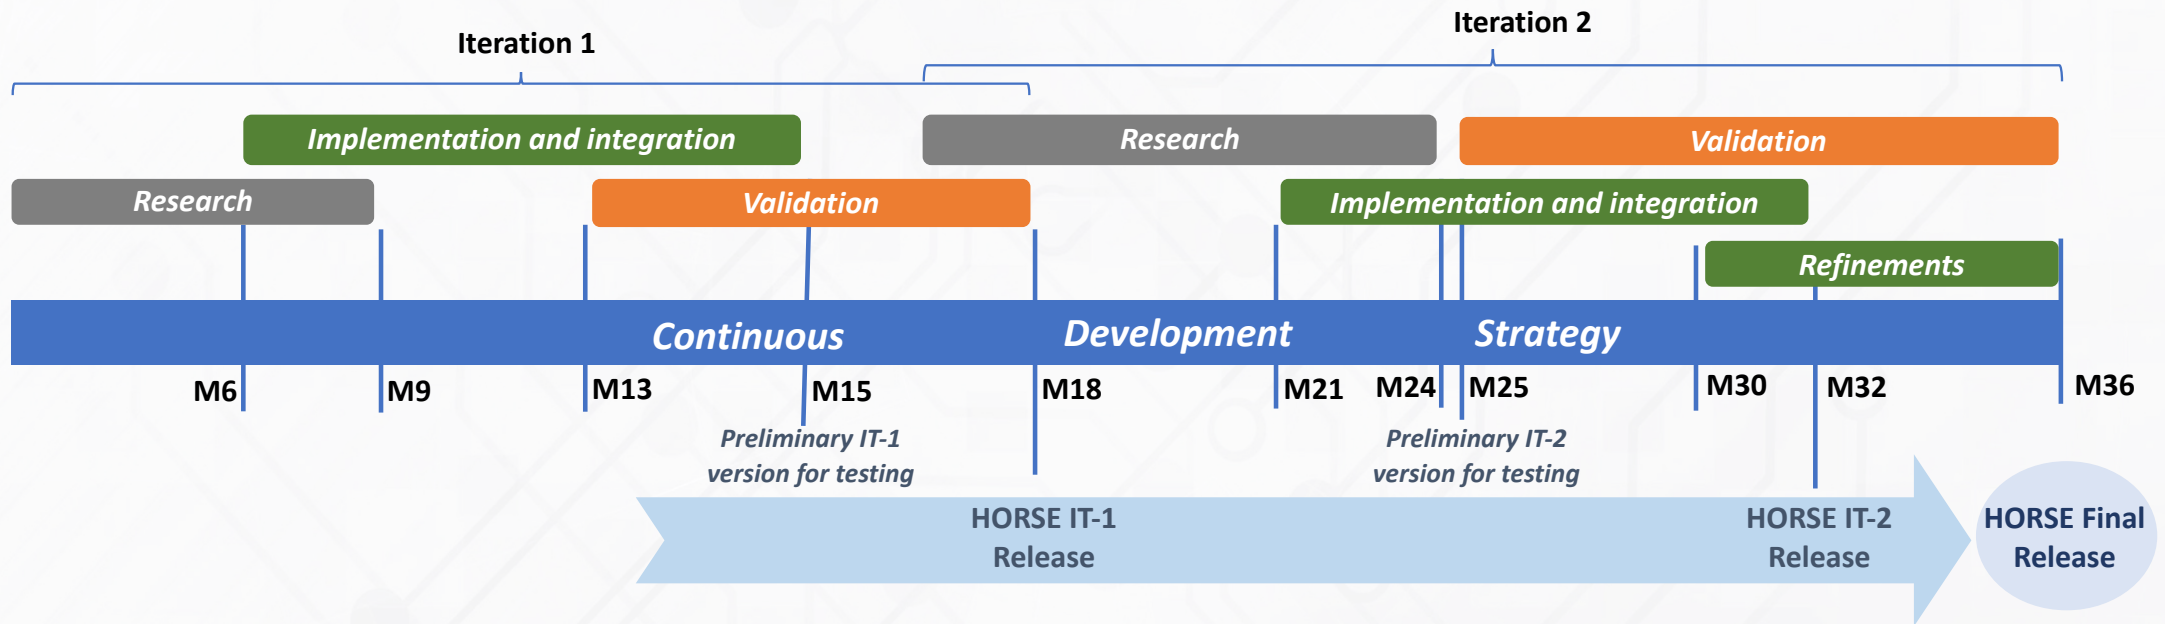 Iteration 1
Iteration 2
Implementation and integration
Research
Validation
Research
Validation
Implementation and integration
Refinements
Continuous Development Strategy
M6
M9
M13
M15
M18
M21
M24
M25
M30
M32
M36
Preliminary IT-1
version for testing
Preliminary IT-2
version for testing
HORSE IT-1
Release
HORSE IT-2
Release
HORSE Final
Release